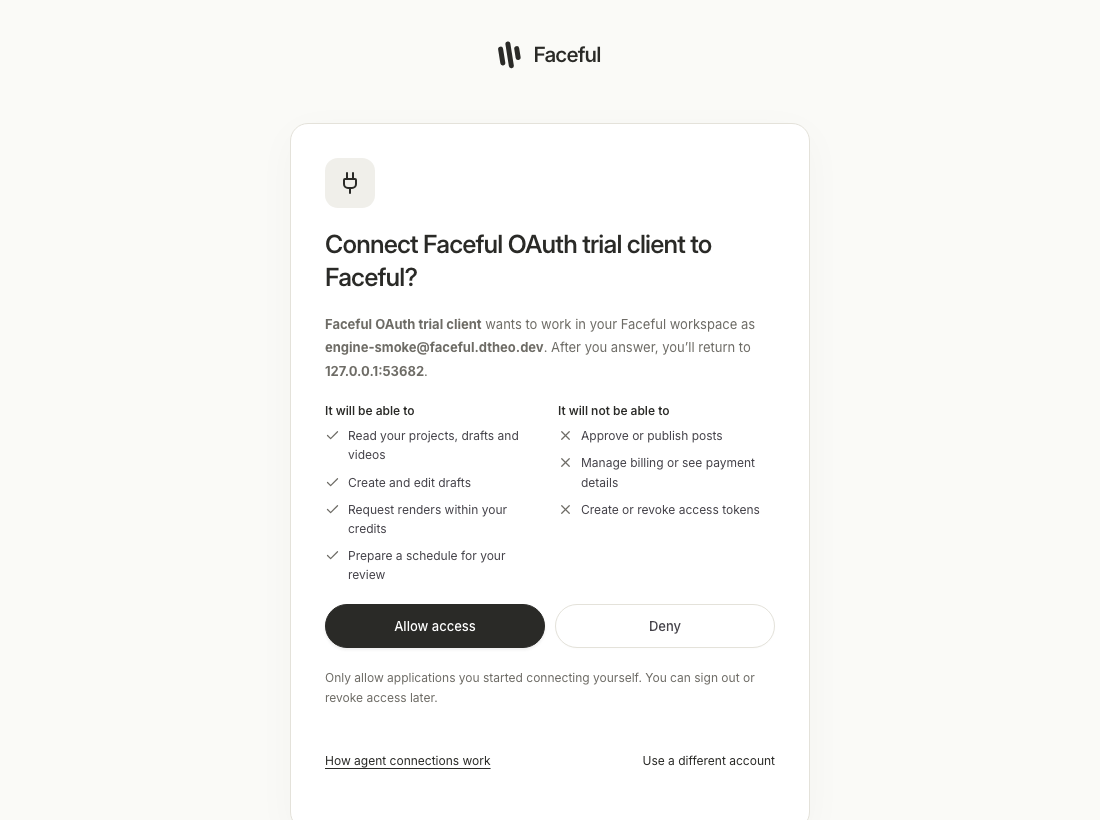 Faceful
Connect Faceful OAuth trial client to
Faceful?
Faceful OAuth trial client wants to work in your Faceful workspace as
engine-smoke@faceful.dtheo.dev. After you answer, you’ll return to
127.0.0.1:53682.
It will be able to
Read your projects, drafts and
videos
Create and edit drafts
Request renders within your
credits
Prepare a schedule for your
review
It will not be able to
Approve or publish posts
Manage billing or see payment
details
Create or revoke access tokens
Allow access
Deny
Only allow applications you started connecting yourself. You can sign out or
revoke access later.
How agent connections work
Use a different account